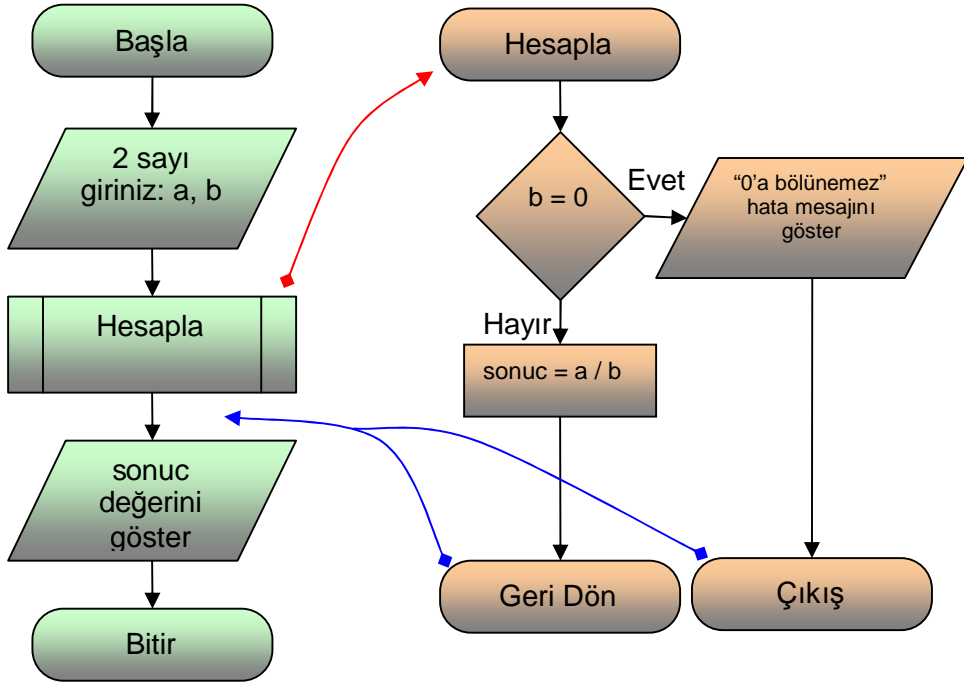 Başla
2 sayı
giriniz: a, b
Hesapla
sonuc
değerini
göster
Bitir
Hesapla
b = 0
Evet
“0’a bölünemez”
hata mesajını
göster
Hayır
sonuc = a / b
Geri Dön
Çıkış